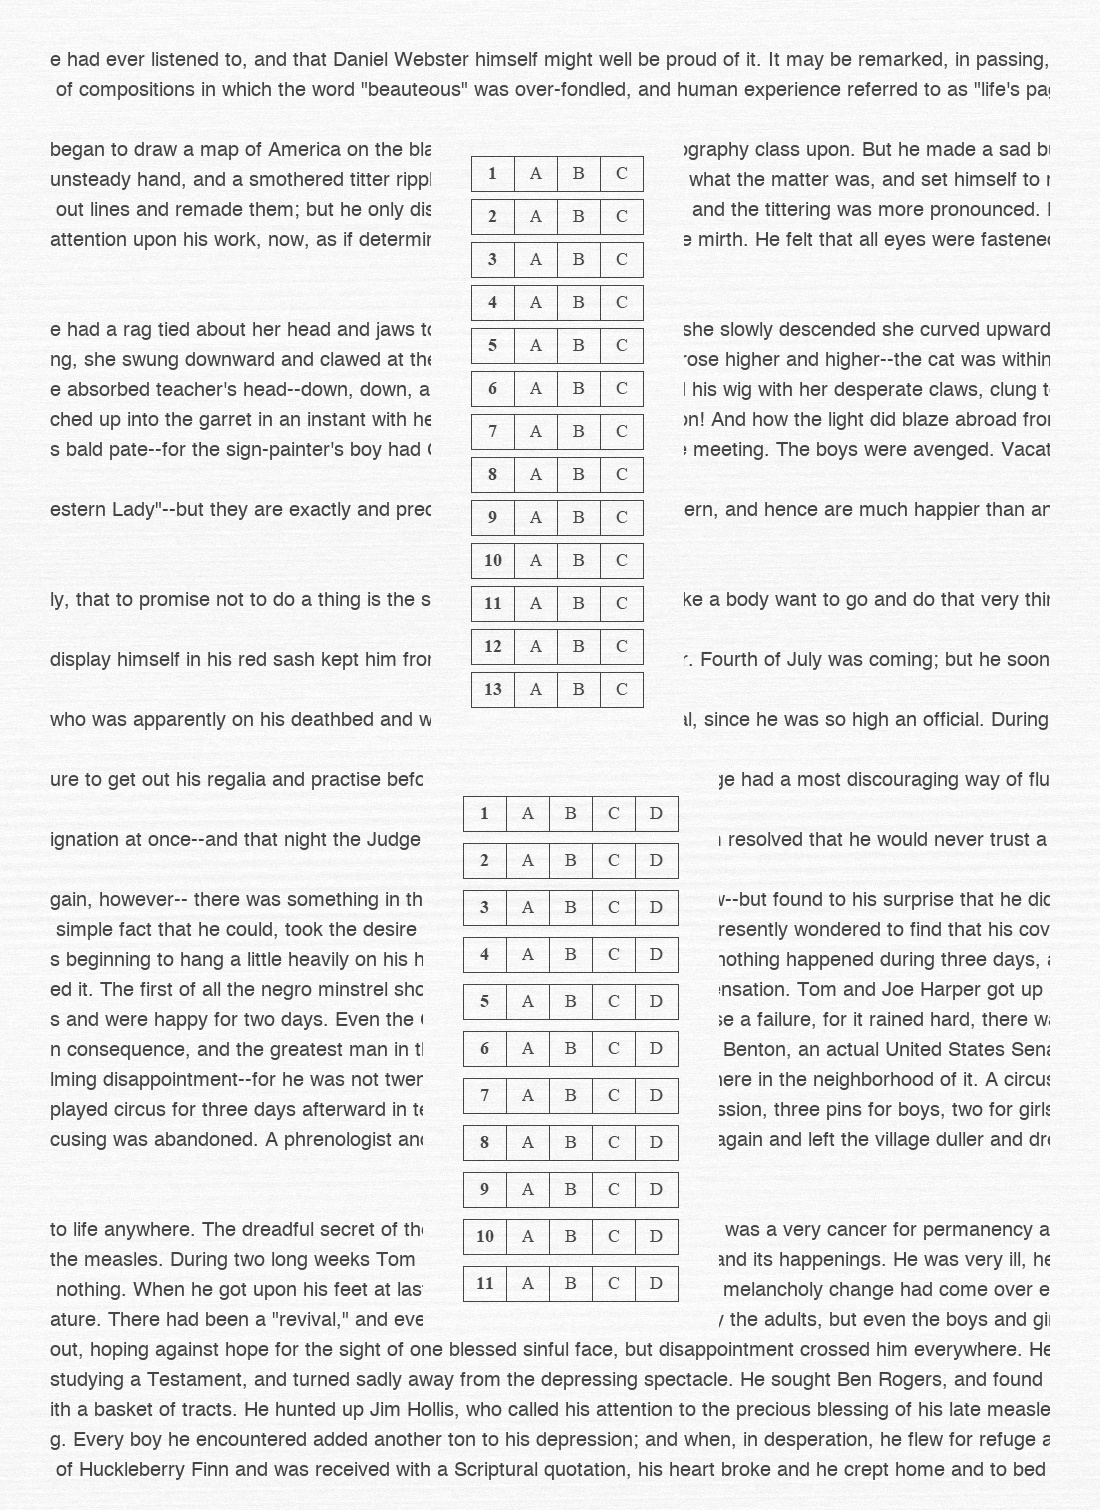 e had ever listened to, and that Daniel Webster himself might well be proud of it. It may be remarked, in passing,
of compositions in which the word "beauteous" was over-fondled, and human experience referred to as "life's
began to draw a map of America on the
ography class upon. But he made a sad
unsteady hand, and a smothered titter
what the matter was, and set himself to
out lines and remade them; but he only
and the tittering was more pronounced.
attention upon his work, now, as if
mirth. He felt that all eyes were
1 A B C
2 A B C
3 A B C
4 A B C
5 A B C
6 A B C
7 A B C
8 A B C
9 A B C
10 A B C
11 A B C
12 A B C
13 A B C
e had a rag tied about her head and jaws
she slowly descended she curved upward
ng, she swung downward and clawed at
rose higher and higher--the cat was within
e absorbed teacher's head--down, down, a
his wig with her desperate claws, clung
ched up into the garret in an instant with
on! And how the light did blaze abroad
s bald pate--for the sign-painter's boy had
meeting. The boys were avenged.
estern Lady"--but they are exactly and
ern, and hence are much happier than
ly, that to promise not to do a thing is the s
ke a body want to go and do that very
display himself in his red sash kept him
Fourth of July was coming; but he soon
who was apparently on his deathbed and w
al, since he was so high an official. During
ure to get out his regalia and practise
ge had a most discouraging way of flu
ignation at once--and that night the Judge
resolved that he would never trust a
1 A B C D
2 A B C D
3 A B C D
4 A B C D
5 A B C D
6 A B C D
7 A B C D
8 A B C D
9 A B C D
10 A B C D
11 A B C D
gain, however-- there was something in
but found to his surprise that he
simple fact that he could, took the desire
resently wondered to find that his
s beginning to hang a little heavily on his
nothing happened during three days,
ed it. The first of all the negro minstrel
ensation. Tom and Joe Harper got up
s and were happy for two days. Even the
se a failure, for it rained hard, there
n consequence, and the greatest man in
Benton, an actual United States
lming disappointment--for he was not
here in the neighborhood of it. A
played circus for three days afterward in
ssion, three pins for boys, two for
cusing was abandoned. A phrenologist
again and left the village duller and
to life anywhere. The dreadful secret of
was a very cancer for permanency a
the measles. During two long weeks Tom
and its happenings. He was very ill, he
nothing. When he got upon his feet at
melancholy change had come over e
ature. There had been a "revival," and
the adults, but even the boys and
out, hoping against hope for the sight of one blessed sinful face, but disappointment crossed him everywhere. He
studying a Testament, and turned sadly away from the depressing spectacle. He sought Ben Rogers, and found
ith a basket of tracts. He hunted up Jim Hollis, who called his attention to the precious blessing of his late measle
g. Every boy he encountered added another ton to his depression; and when, in desperation, he flew for refuge a
of Huckleberry Finn and was received with a Scriptural quotation, his heart broke and he crept home and to bed